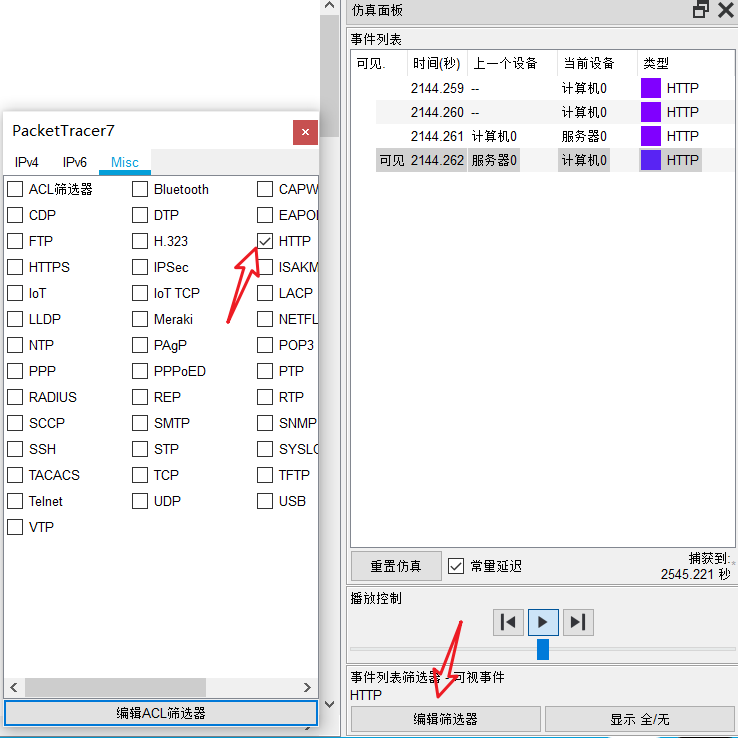 PacketTracer7
IPv4 IPv6 Misc
ACL筛选器 Bluetooth CAPW
CDP DTP EAPOI
FTP H.323 HTTP
HTTPS IPSec ISAKM
IoT IoT TCP LACP
LLDP Meraki NETFL
NTP PAgP POP3
PPP PPPoED PTP
RADIUS REP RTP
SCCP SMTP SNMP
SSH STP SYSLO
TACACS TCP TFTP
Telnet UDP USB
VTP
编辑ACL筛选器
仿真面板
事件列表
可见. 时间(秒) 上一个设备 当前设备 类型
2144.259 -- 计算机0 HTTP
2144.260 -- 计算机0 HTTP
2144.261 计算机0 服务器0 HTTP
可见 2144.262 服务器0 计算机0 HTTP
重置仿真 常量延迟 捕获到:
2545.221 秒
播放控制
事件列表筛选器 - 可视事件
HTTP
编辑筛选器 显示 全/无